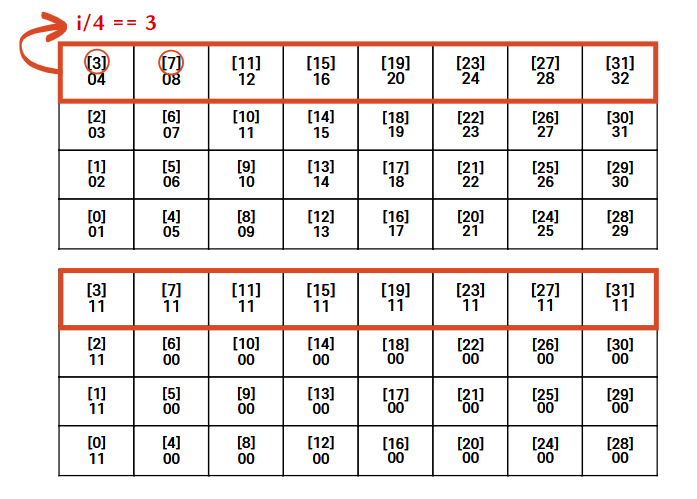 i/4 == 3
[3] [7] [11] [15] [19] [23] [27] [31]
04 08 12 16 20 24 28 32
[2] [6] [10] [14] [18] [22] [26] [30]
03 07 11 15 19 23 27 31
[1] [5] [9] [13] [17] [21] [25] [29]
02 06 10 14 18 22 26 30
[0] [4] [8] [12] [16] [20] [24] [28]
01 05 09 13 17 21 25 29
[3] [7] [11] [15] [19] [23] [27] [31]
11 11 11 11 11 11 11 11
[2] [6] [10] [14] [18] [22] [26] [30]
11 00 00 00 00 00 00 00
[1] [5] [9] [13] [17] [21] [25] [29]
11 00 00 00 00 00 00 00
[0] [4] [8] [12] [16] [20] [24] [28]
11 00 00 00 00 00 00 00